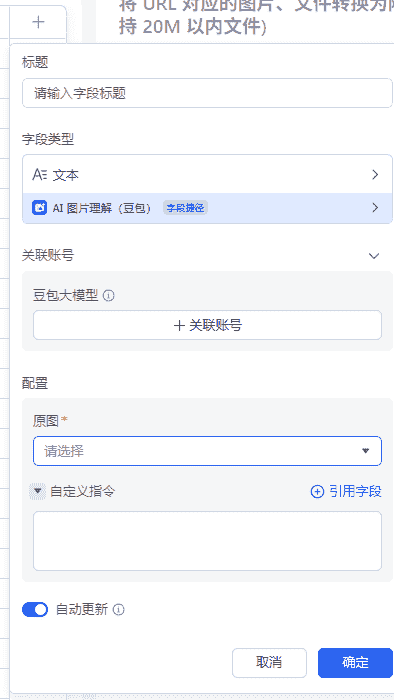 将 URL 对应的图片、文件转换为附
持 20M 以内文件)
标题
请输入字段标题
字段类型
文本
AI 图片理解（豆包） 字段捷径
关联账号
豆包大模型
关联账号
配置
原图 *
请选择
自定义指令 引用字段
自动更新
取消 确定